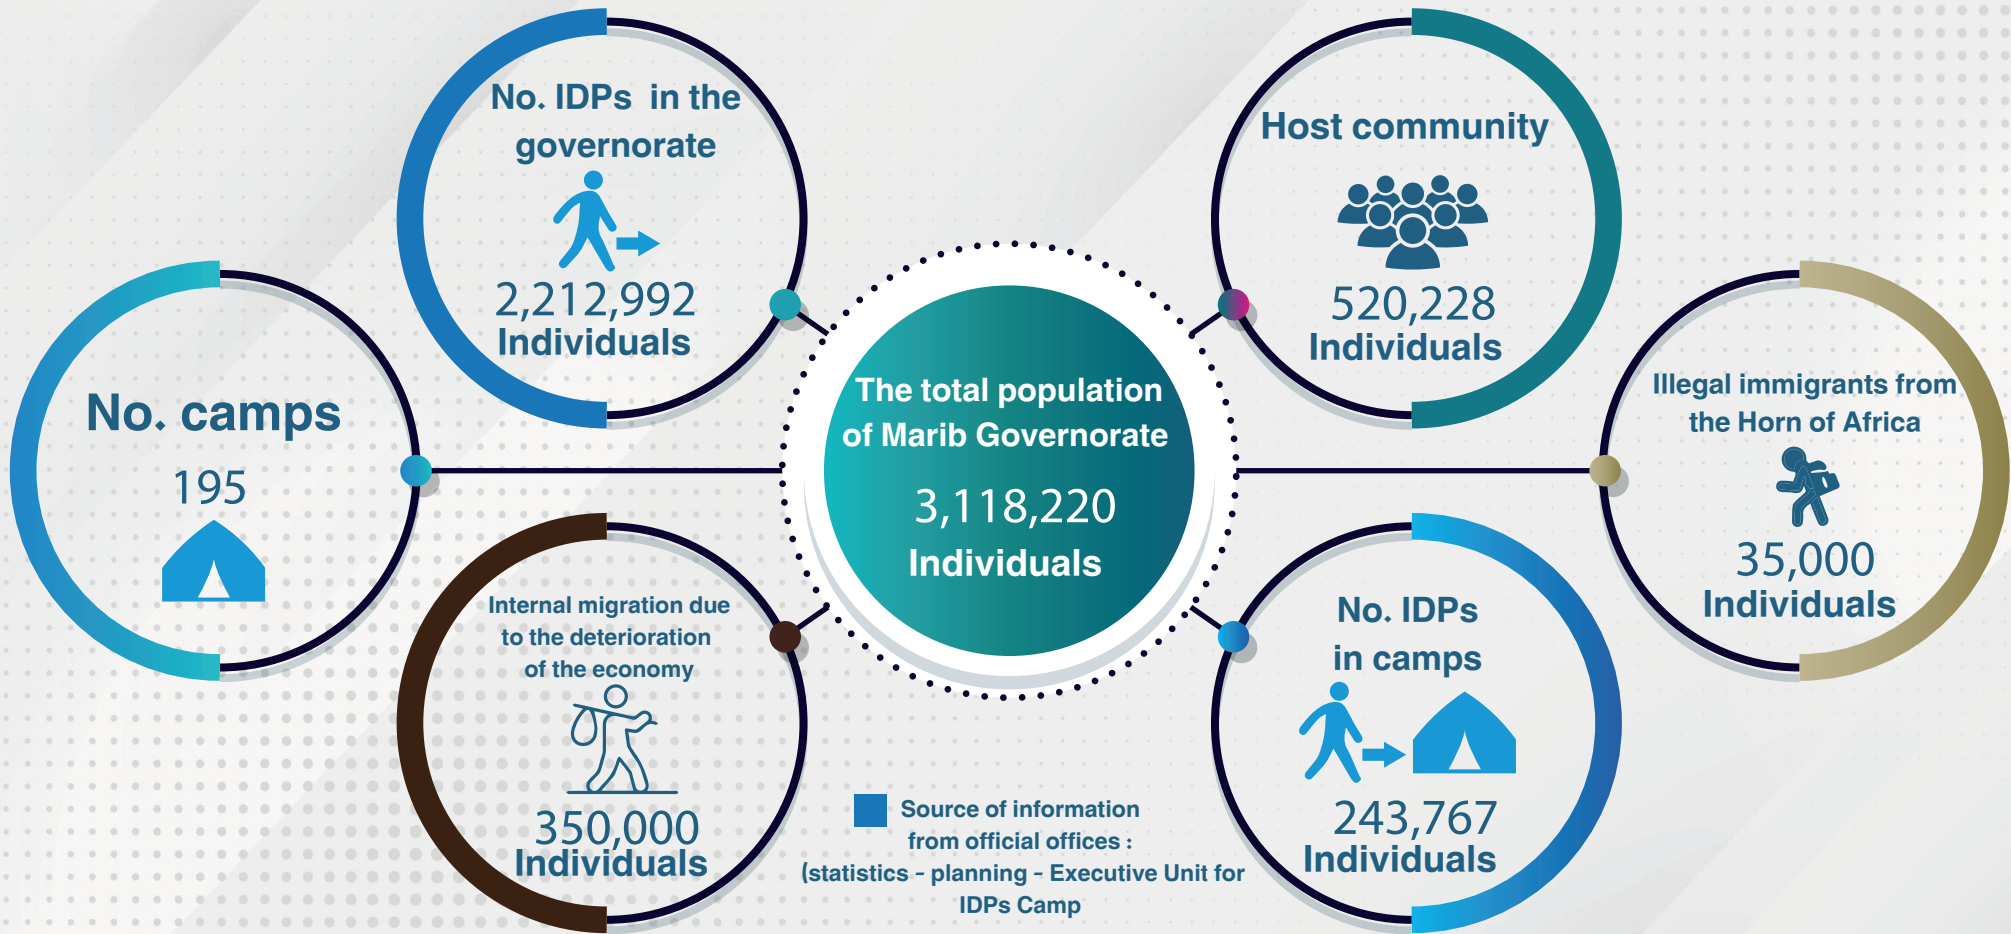 No. IDPs in the
governorate
2,212,992
Individuals
Host community
520,228
Individuals
No. camps
195
The total population
of Marib Governorate
3,118,220
Individuals
Illegal immigrants from
the Horn of Africa
35,000
Individuals
Internal migration due
to the deterioration
of the economy
350,000
Individuals
No. IDPs
in camps
243,767
Individuals
Source of information
from official offices :
(statistics - planning - Executive Unit for
IDPs Camp